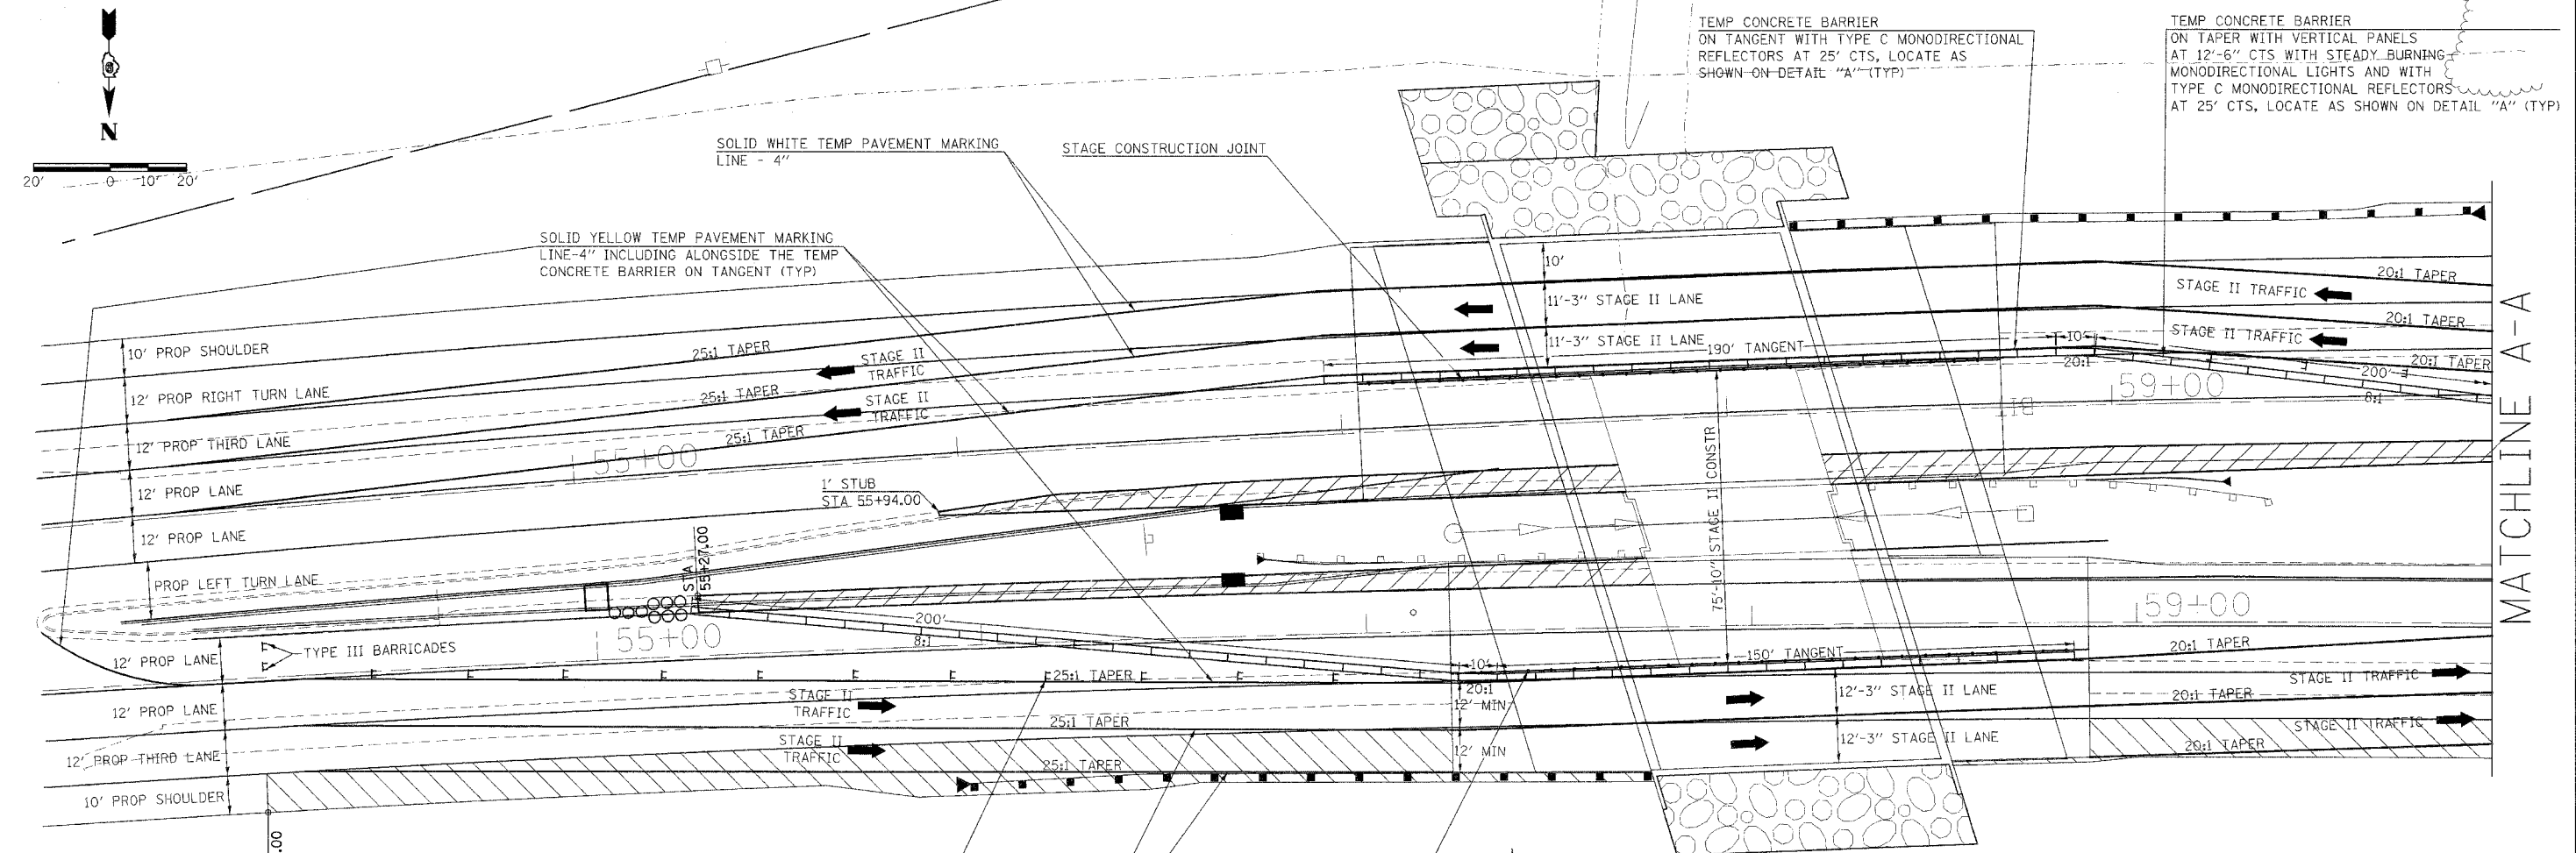 TEMP CONCRETE BARRIER
ON TANGENT WITH TYPE C MONODIRECTIONAL
REFLECTORS AT 25' CTS, LOCATE AS
SHOWN ON DETAIL "A" (TYP)
TEMP CONCRETE BARRIER
ON TAPER WITH VERTICAL PANELS
AT 12'-6" CTS WITH STEADY BURNING
MONODIRECTIONAL LIGHTS AND WITH
TYPE C MONODIRECTIONAL REFLECTORS
AT 25' CTS, LOCATE AS SHOWN ON DETAIL "A" (TYP)
N
20' 0 10' 20'
SOLID WHITE TEMP PAVEMENT MARKING
LINE - 4"
STAGE CONSTRUCTION JOINT
SOLID YELLOW TEMP PAVEMENT MARKING
LINE-4" INCLUDING ALONGSIDE THE TEMP
CONCRETE BARRIER ON TANGENT (TYP)
10'
20:1 TAPER
STAGE II TRAFFIC
11'-3" STAGE II LANE
20:1 TAPER
STAGE II TRAFFIC
11'-3" STAGE II LANE
190' TANGENT
10'
20:1
20:1 TAPER
200'
8:1
59+00
MATCHLINE A-A
10' PROP SHOULDER
25:1 TAPER
STAGE II
TRAFFIC
12' PROP RIGHT TURN LANE
25:1 TAPER
STAGE II
TRAFFIC
12' PROP THIRD LANE
25:1 TAPER
55+00
12' PROP LANE
1' STUB
STA 55+94.00
12' PROP LANE
PROP LEFT TURN LANE
STA
55+27.00
75'-10" STAGE II CONSTR
59+00
200'
8:1
55+00
TYPE III BARRICADES
12' PROP LANE
25:1 TAPER
10'
150' TANGENT
20:1 TAPER
20:1
12' MIN
STAGE II TRAFFIC
12'-3" STAGE II LANE
20:1 TAPER
12' PROP LANE
STAGE II
TRAFFIC
25:1 TAPER
STAGE II TRAFFIC
12' PROP THIRD LANE
STAGE II
TRAFFIC
12' MIN
12'-3" STAGE II LANE
20:1 TAPER
25:1 TAPER
10' PROP SHOULDER
.00